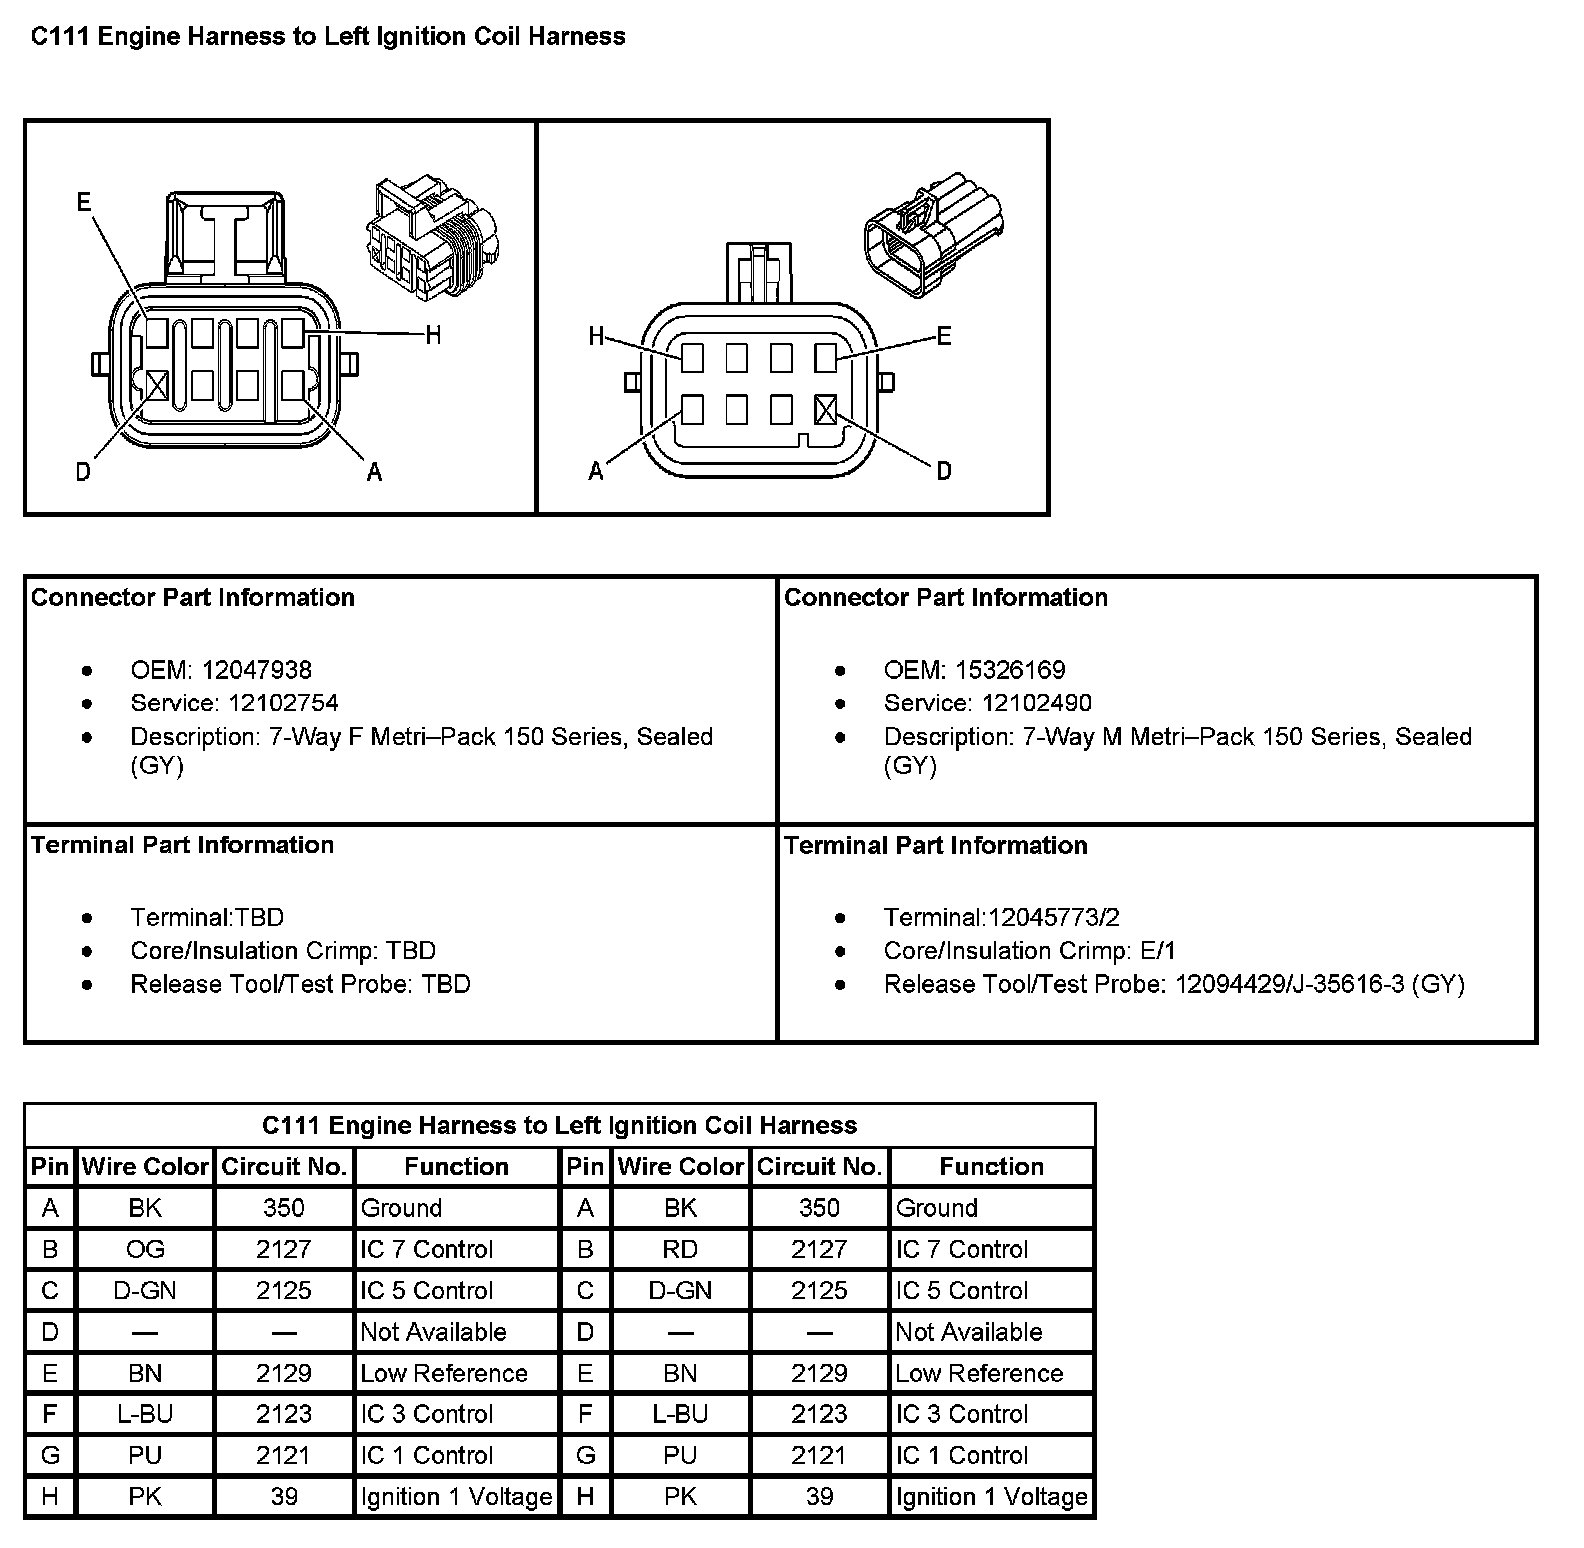 C111 Engine Harness to Left Ignition Coil Harness
E
H
D
A
H
E
A
D
Connector Part Information
● OEM: 12047938
● Service: 12102754
● Description: 7-Way F Metri–Pack 150 Series, Sealed
(GY)
Connector Part Information
● OEM: 15326169
● Service: 12102490
● Description: 7-Way M Metri–Pack 150 Series, Sealed
(GY)
Terminal Part Information
● Terminal:TBD
● Core/Insulation Crimp: TBD
● Release Tool/Test Probe: TBD
Terminal Part Information
● Terminal:12045773/2
● Core/Insulation Crimp: E/1
● Release Tool/Test Probe: 12094429/J-35616-3 (GY)
C111 Engine Harness to Left Ignition Coil Harness
Pin Wire Color Circuit No. Function Pin Wire Color Circuit No. Function
A BK 350 Ground A BK 350 Ground
B OG 2127 IC 7 Control B RD 2127 IC 7 Control
C D-GN 2125 IC 5 Control C D-GN 2125 IC 5 Control
D — — Not Available D — — Not Available
E BN 2129 Low Reference E BN 2129 Low Reference
F L-BU 2123 IC 3 Control F L-BU 2123 IC 3 Control
G PU 2121 IC 1 Control G PU 2121 IC 1 Control
H PK 39 Ignition 1 Voltage H PK 39 Ignition 1 Voltage